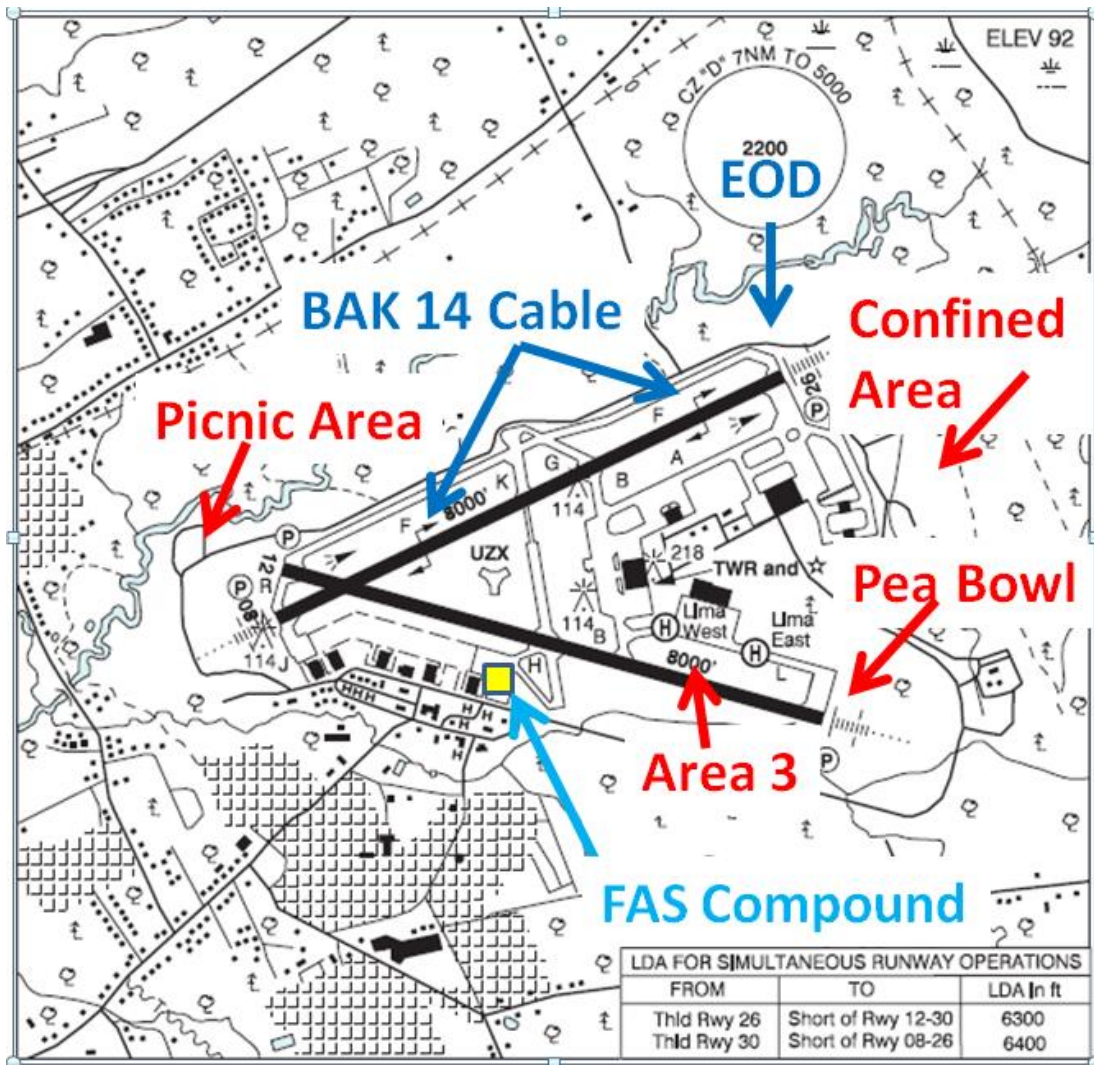 ELEV 92
CZ "D" 7NM TO 5000
2200
EOD
BAK 14 Cable
Confined
Area
Picnic Area
26
P
F
A
G
B
K
8000'
114
F
P
UZX
218
TWR and
12
R
P
08
Pea Bowl
Lima
West
H
Lima
East
H
114
B
114
J
8000'
L
H
H
H
H
H
H
H
H
P
Area 3
FAS Compound
LDA FOR SIMULTANEOUS RUNWAY OPERATIONS
FROM TO LDA In ft
Thld Rwy 26 Short of Rwy 12-30 6300
Thld Rwy 30 Short of Rwy 08-26 6400